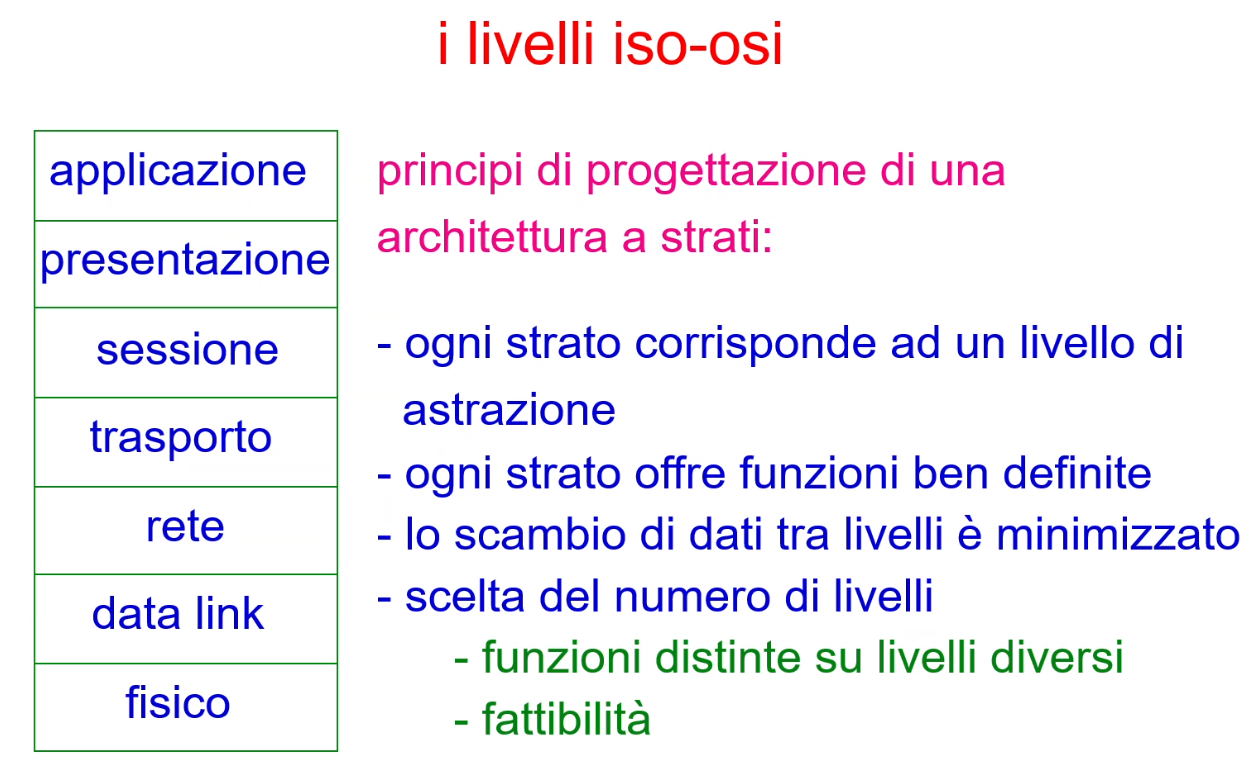 i livelli iso-osi
applicazione
presentazione
sessione
trasporto
rete
data link
fisico
principi di progettazione di una
architettura a strati:
- ogni strato corrisponde ad un livello di
astrazione
- ogni strato offre funzioni ben definite
- lo scambio di dati tra livelli è minimizzato
- scelta del numero di livelli
- funzioni distinte su livelli diversi
- fattibilità